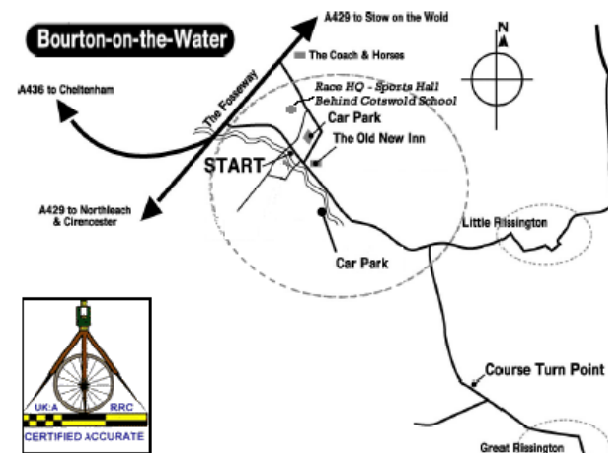 A429 to Stow on the Wold
Bourton-on-the-Water
N
The Coach & Horses
A436 to Cheltenham
The Fosseway
Race HQ - Sports Hall
Behind Cotswold School
Car Park
The Old New Inn
START
A429 to Northleach
& Cirencester
Little Rissington
Car Park
Course Turn Point
UK:A RRC
CERTIFIED ACCURATE
Great Rissington